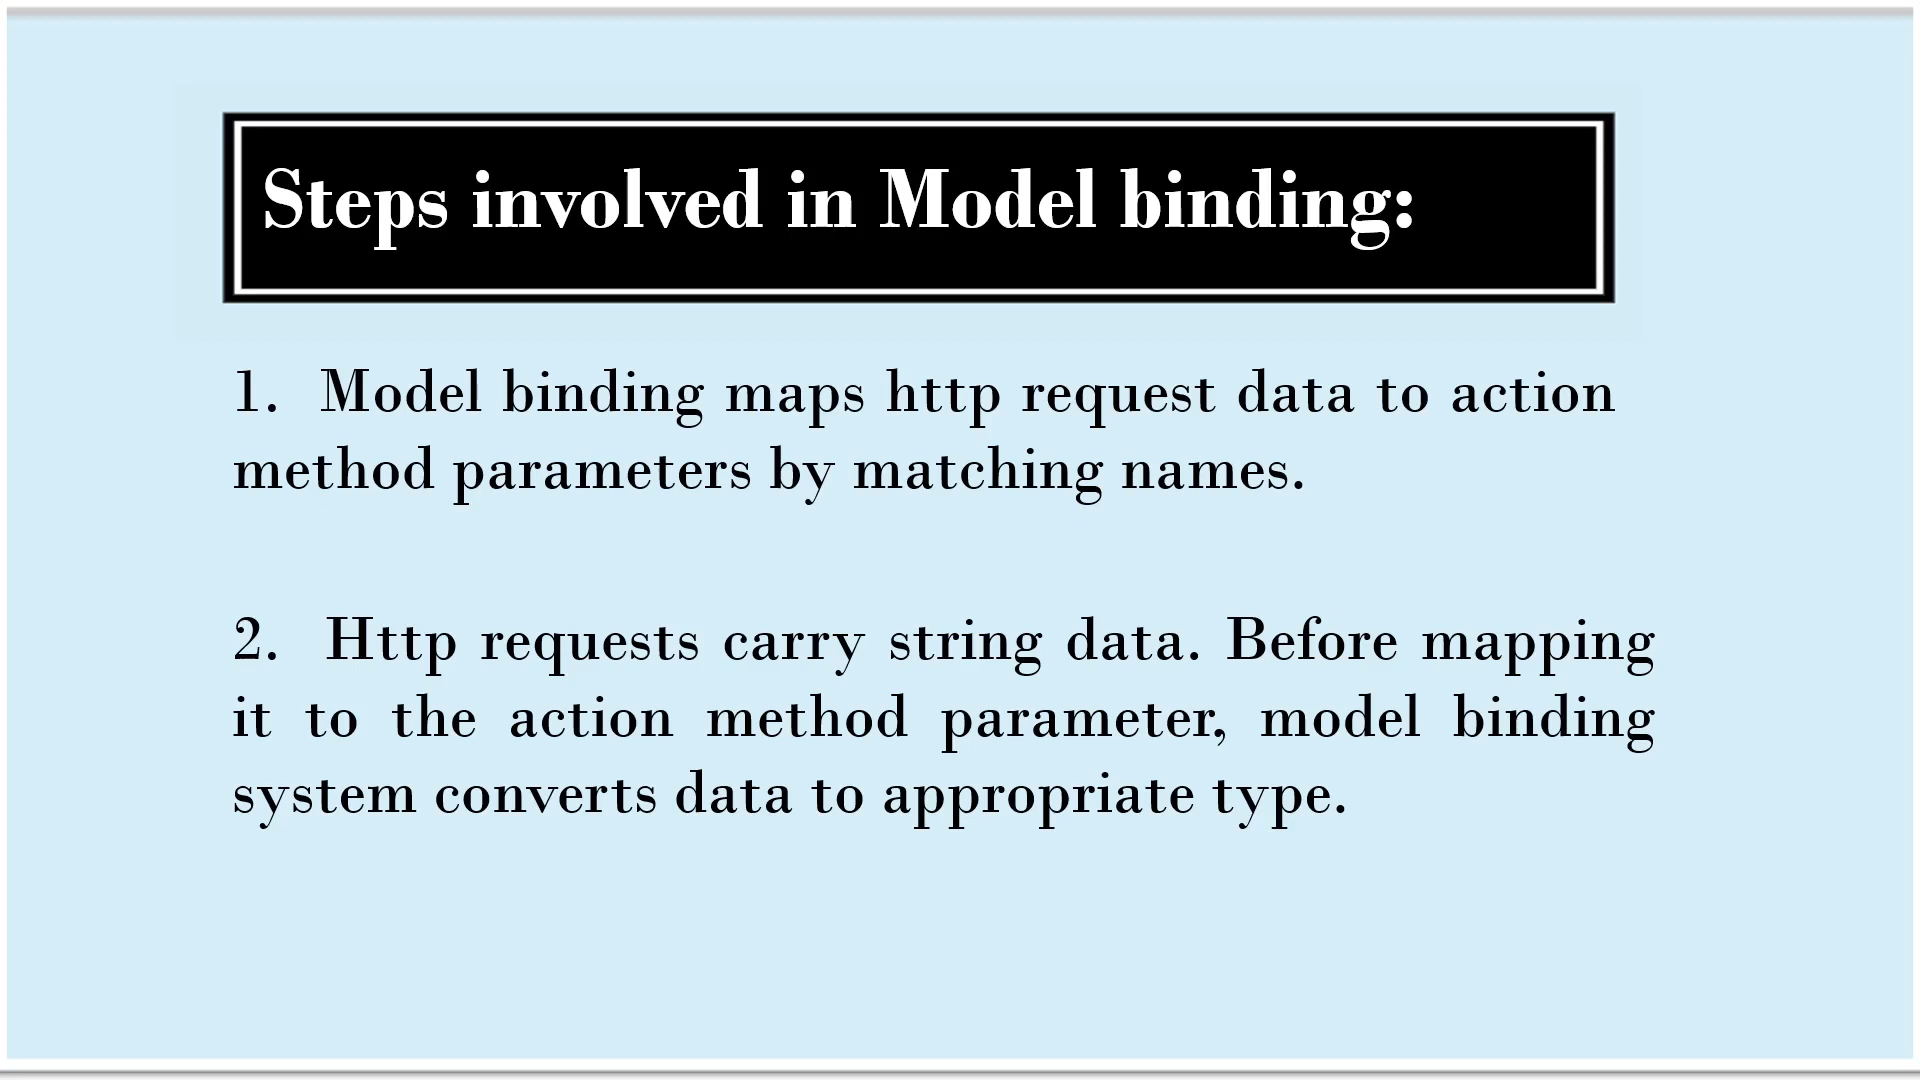 Steps involved in Model binding:
1. Model binding maps http request data to action
method parameters by matching names.
2. Http requests carry string data. Before mapping
it to the action method parameter, model binding
system converts data to appropriate type.